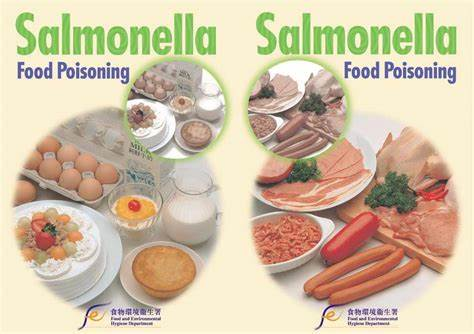 Salmonella
Food Poisoning
MILK
食物環境衞生署
Food and Environmental
Hygiene Department
Salmonella
Food Poisoning
食物環境衞生署
Food and Environmental
Hygiene Department